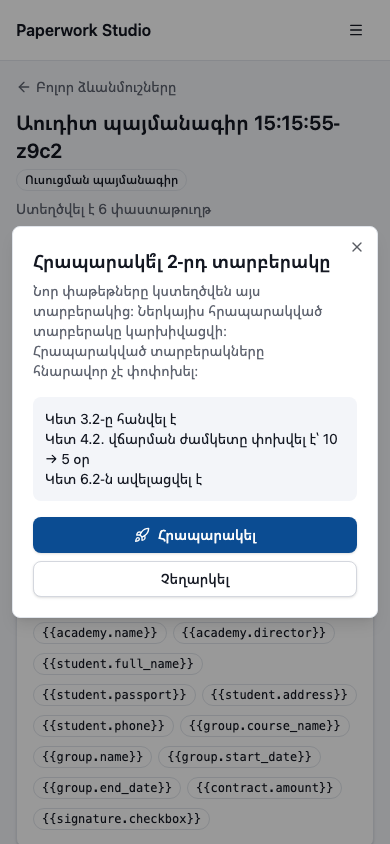 Paperwork Studio
← Բոլոր ձևանմուշները
Աուդիտ պայմանագիր 15:15:55-
z9c2
Ուսուցման պայմանագիր
Ստեղծվել է 6 փաստաթուղթ
Հրապարակե՞լ 2-րդ տարբերակը
Նոր փաթեթները կստեղծվեն այս
տարբերակից։ Ներկայիս հրապարակված
տարբերակը կարխիվացվի։
Հրապարակված տարբերակները
հնարավոր չէ փոփոխել։
Կետ 3.2-ը հանվել է
Կետ 4.2. վճարման ժամկետը փոխվել է՝ 10
→ 5 օր
Կետ 6.2-ն ավելացվել է
Հրապարակել
Չեղարկել
{{academy.name}} {{academy.director}}
{{student.full_name}}
{{student.passport}} {{student.address}}
{{student.phone}} {{group.course_name}}
{{group.name}} {{group.start_date}}
{{group.end_date}} {{contract.amount}}
{{signature.checkbox}}